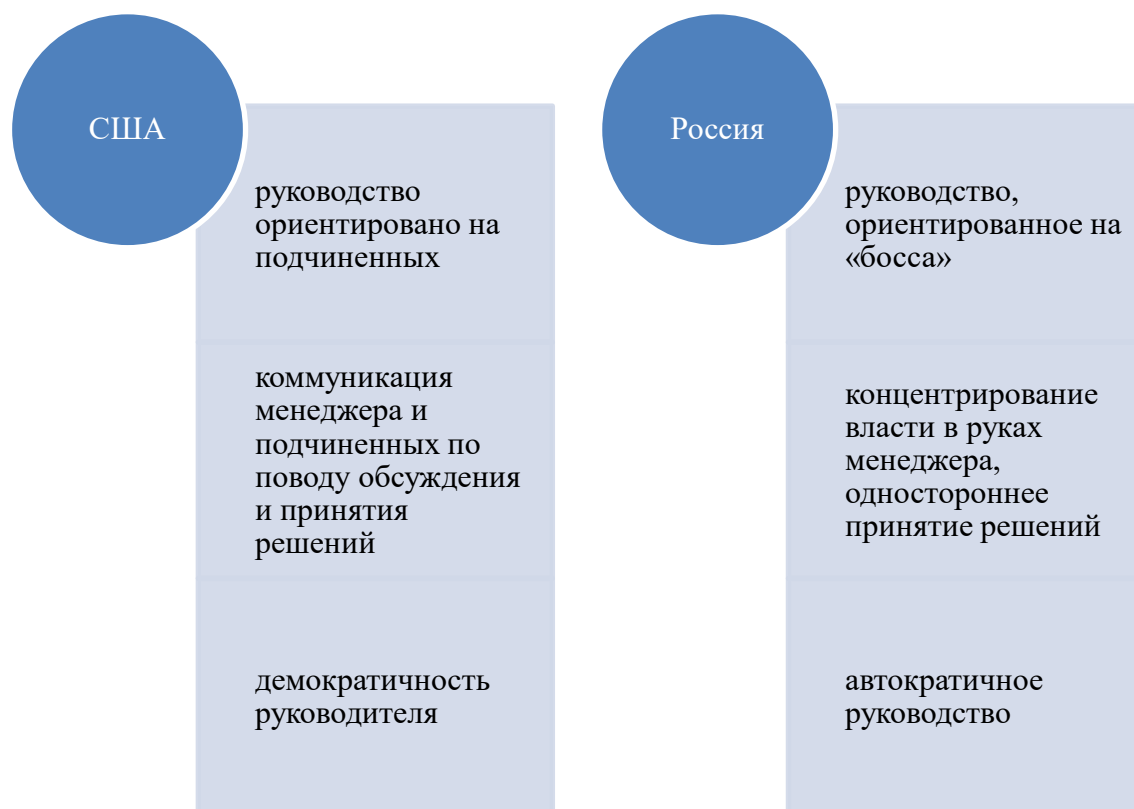 США
руководство
ориентировано на
подчиненных
коммуникация
менеджера и
подчиненных по
поводу обсуждения
и принятия
решений
демократичность
руководителя
Россия
руководство,
ориентированное на
«босса»
концентрирование
власти в руках
менеджера,
одностороннее
принятие решений
автократичное
руководство